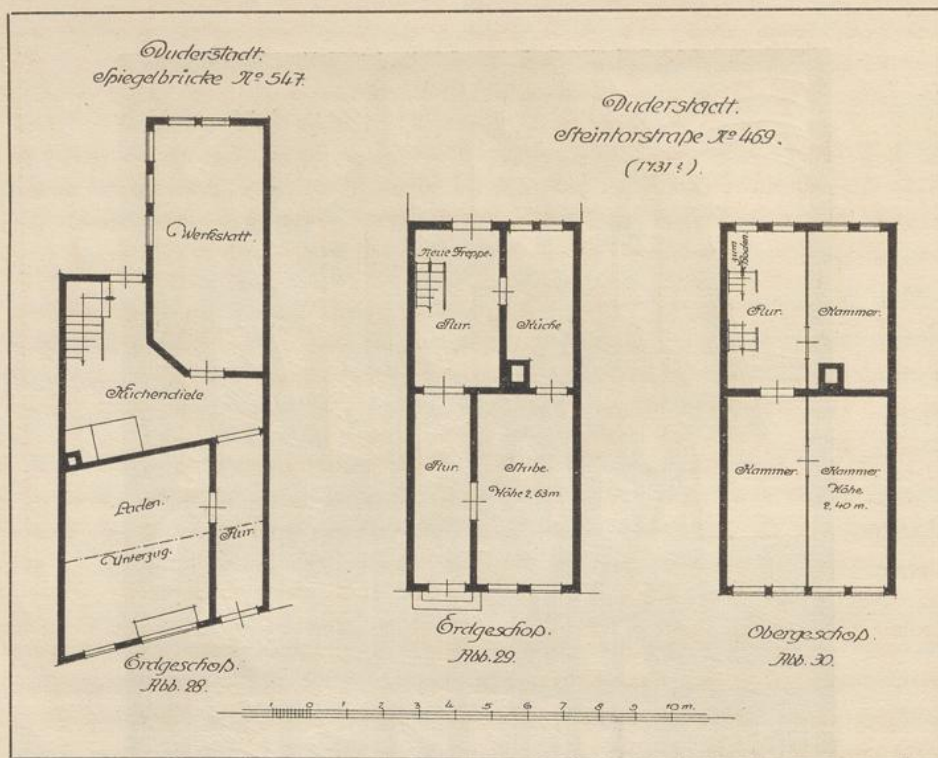 Duderstadt.
Spiegelbrücke No 547.
Werkstatt.
Küchendiele
Laden.
Unterzug.
Flur.
Erdgeschoß.
Abb. 28.
Duderstadt.
Steintorstraße No 469.
(1731?).
Neue Treppe.
Flur.
Küche
Flur.
Stube.
Höhe 2,63 m
Erdgeschoß.
Abb. 29.
zum Boden.
Flur.
Kammer.
Kammer.
Kammer
Höhe
2,40 m.
Obergeschoß.
Abb. 30.
1 0 1 2 3 4 5 6 7 8 9 10 m.